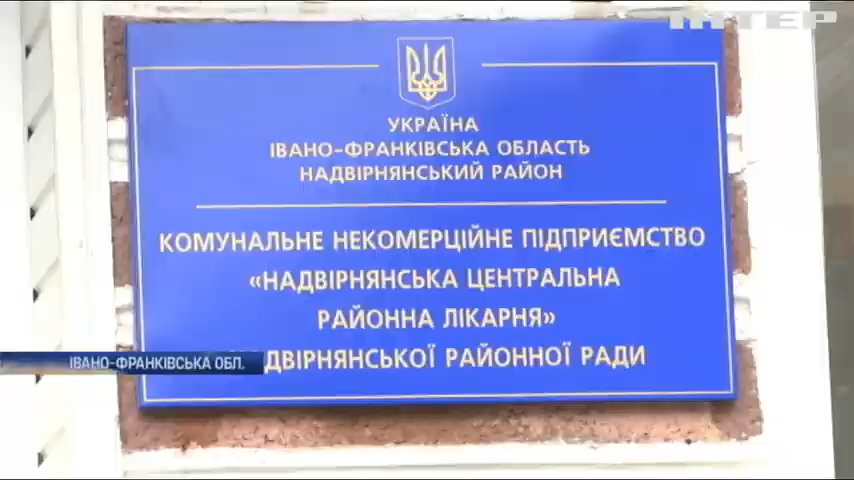 ІНТЕР
УКРАЇНА
ІВАНО-ФРАНКІВСЬКА ОБЛАСТЬ
НАДВІРНЯНСЬКИЙ РАЙОН
КОМУНАЛЬНЕ НЕКОМЕРЦІЙНЕ ПІДПРИЄМСТВО
«НАДВІРНЯНСЬКА ЦЕНТРАЛЬНА
РАЙОННА ЛІКАРНЯ»
ДВІРНЯНСЬКОЇ РАЙОННОЇ РАДИ
ІВАНО-ФРАНКІВСЬКА ОБЛ.